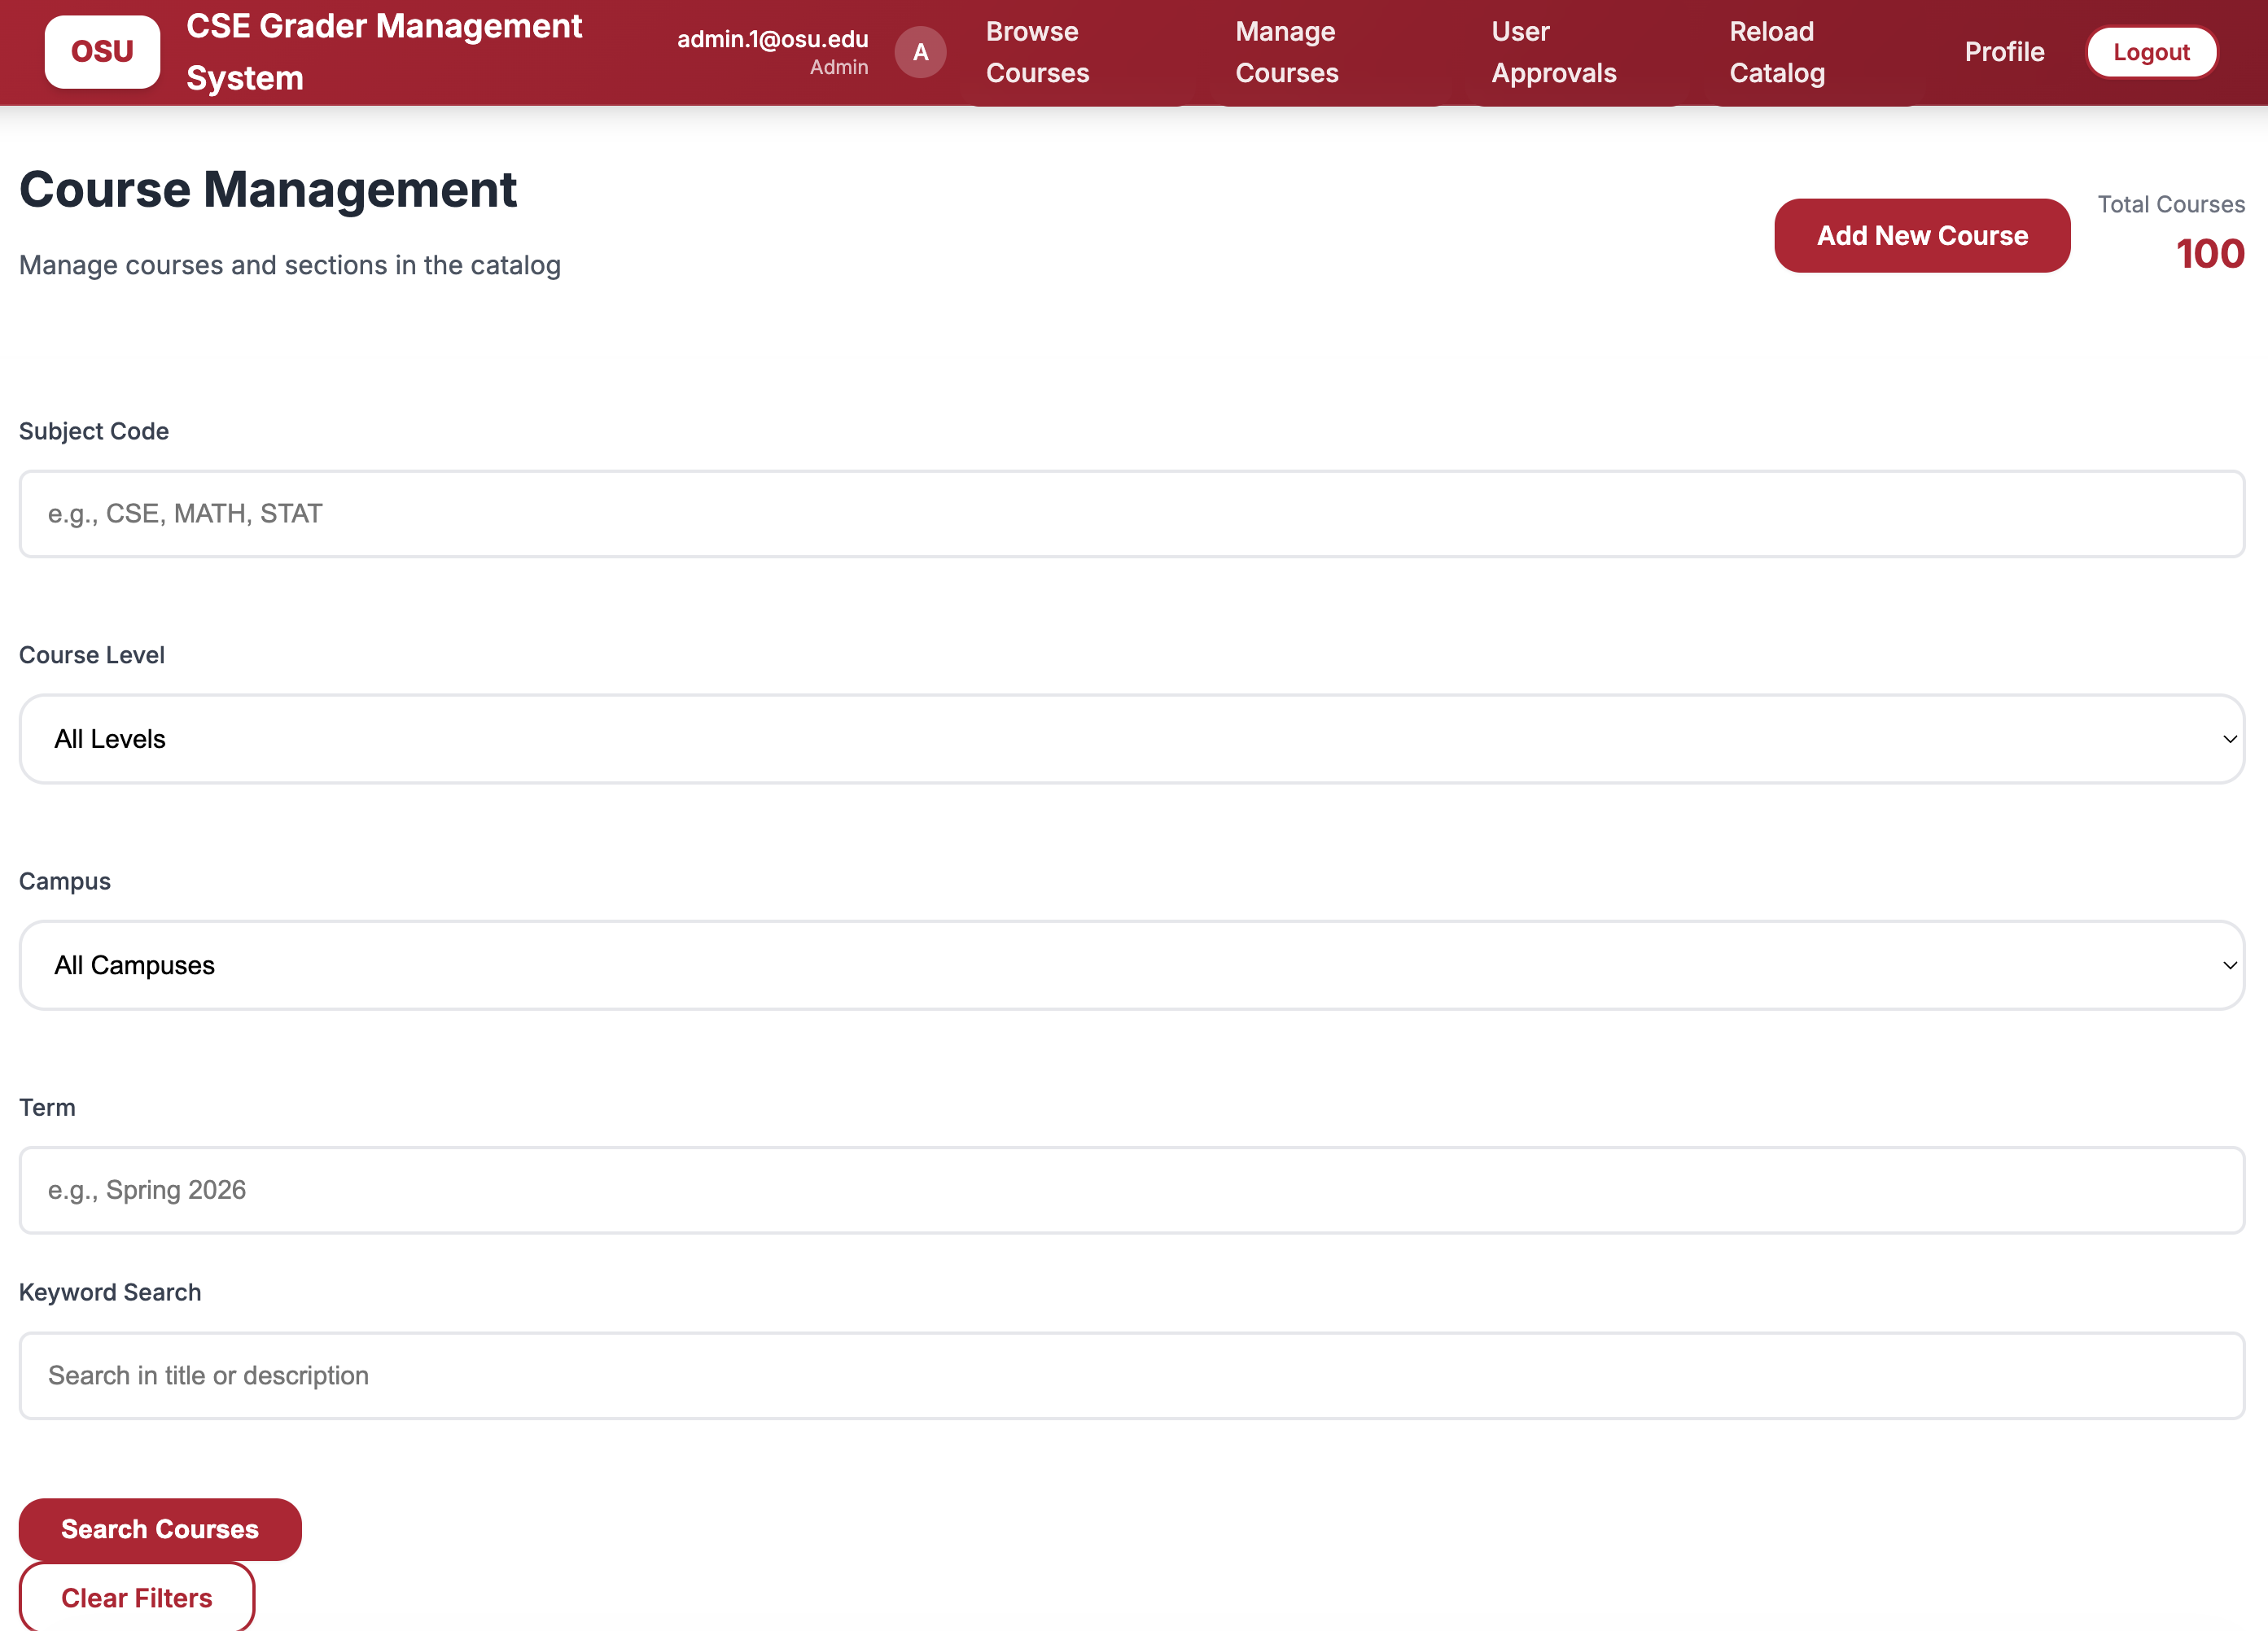 OSU
CSE Grader Management
System
admin.1@osu.edu
Admin
A
Browse
Courses
Manage
Courses
User
Approvals
Reload
Catalog
Profile
Logout
Course Management
Manage courses and sections in the catalog
Add New Course
Total Courses
100
Subject Code
e.g., CSE, MATH, STAT
Course Level
All Levels
Campus
All Campuses
Term
e.g., Spring 2026
Keyword Search
Search in title or description
Search Courses
Clear Filters